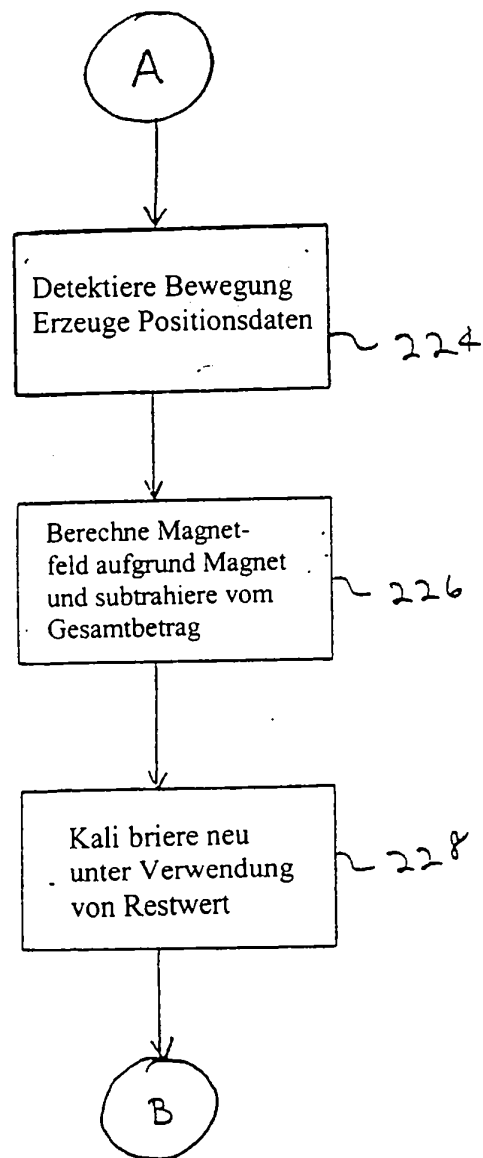 A
Detektiere Bewegung
Erzeuge Positionsdaten
224
Berechne Magnet-
feld aufgrund Magnet
und subtrahiere vom
Gesamtbetrag
226
Kali briere neu
unter Verwendung
von Restwert
228
B